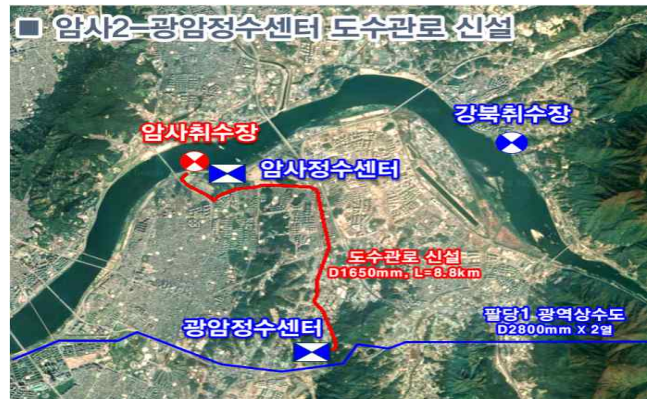 ■ 암사2-광암정수센터 도수관로 신설
강북취수장
암사취수장
암사정수센터
도수관로 신설
D1650mm, L=8.8km
팔당1 광역상수도
D2800mm X 2열
광암정수센터